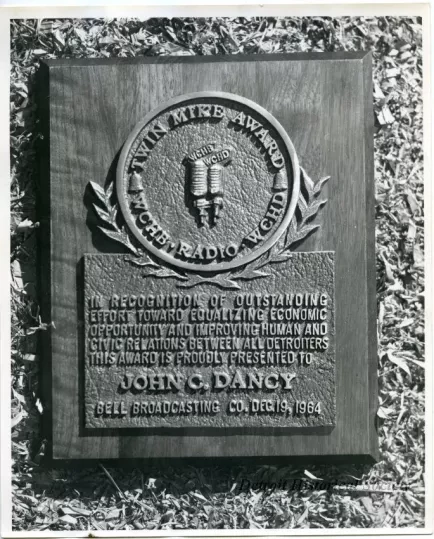 TWIN MIKE AWARD
WCHB
WCHD
WCHB-RADIO-WCHD
IN RECOGNITION OF OUTSTANDING
EFFORT TOWARD EQUALIZING ECONOMIC
OPPORTUNITY AND IMPROVING HUMAN AND
CIVIC RELATIONS BETWEEN ALL DETROITERS
THIS AWARD IS PROUDLY PRESENTED TO
JOHN C. DANCY
BELL BROADCASTING CO. DEC. 19, 1964
Detroit Historical Society